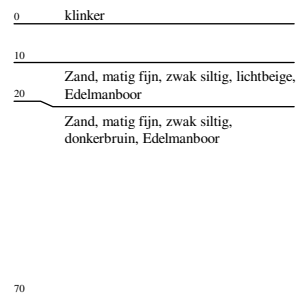 0 klinker
10
Zand, matig fijn, zwak siltig, lichtbeige,
20 Edelmanboor
Zand, matig fijn, zwak siltig,
donkerbruin, Edelmanboor
70